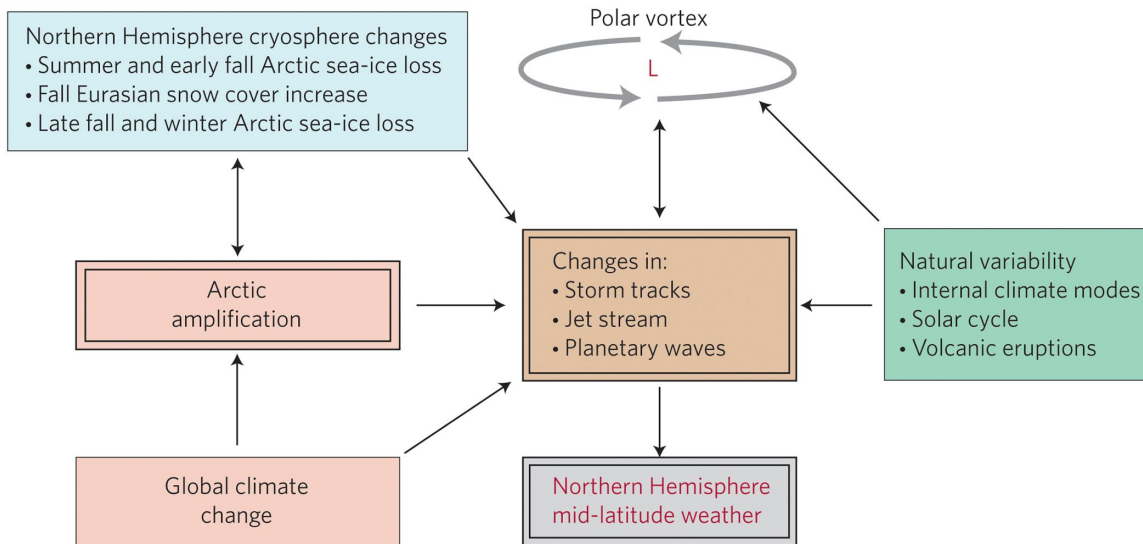 Northern Hemisphere cryosphere changes
• Summer and early fall Arctic sea-ice loss
• Fall Eurasian snow cover increase
• Late fall and winter Arctic sea-ice loss
Polar vortex
L
Arctic
amplification
Changes in:
• Storm tracks
• Jet stream
• Planetary waves
Natural variability
• Internal climate modes
• Solar cycle
• Volcanic eruptions
Global climate
change
Northern Hemisphere
mid-latitude weather